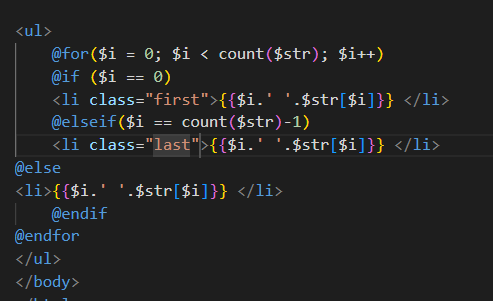 <ul>
@for($i = 0; $i < count($str); $i++)
@if ($i == 0)
<li class="first">{{$i.' '.$str[$i]}} </li>
@elseif($i == count($str)-1)
<li class="last">{{$i.' '.$str[$i]}} </li>
@else
<li>{{$i.' '.$str[$i]}} </li>
@endif
@endfor
</ul>
</body>